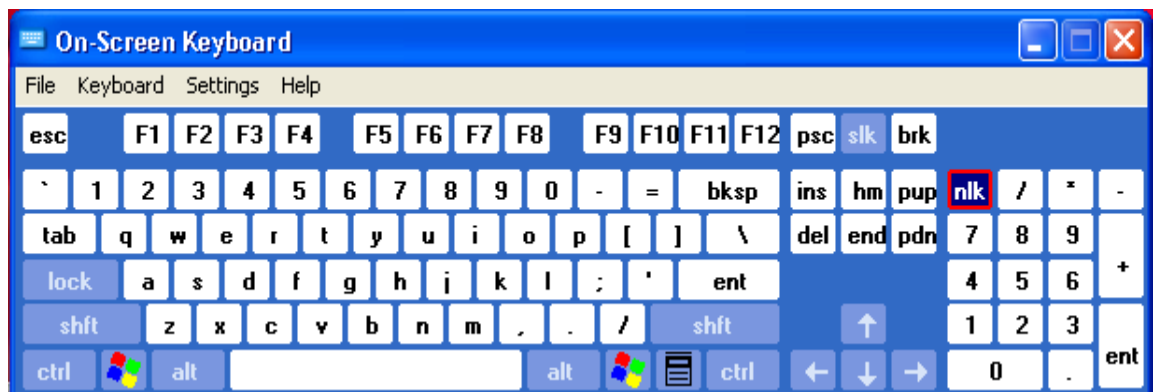 On-Screen Keyboard
File Keyboard Settings Help
esc F1 F2 F3 F4 F5 F6 F7 F8 F9 F10 F11 F12 psc slk brk
` 1 2 3 4 5 6 7 8 9 0 - = bksp ins hm pup nlk / * -
tab q w e r t y u i o p [ ] \ del end pdn 7 8 9 +
lock a s d f g h j k l ; ' ent 4 5 6
shft z x c v b n m , . / shft ↑ 1 2 3 ent
ctrl alt alt ctrl ← ↓ → 0 .